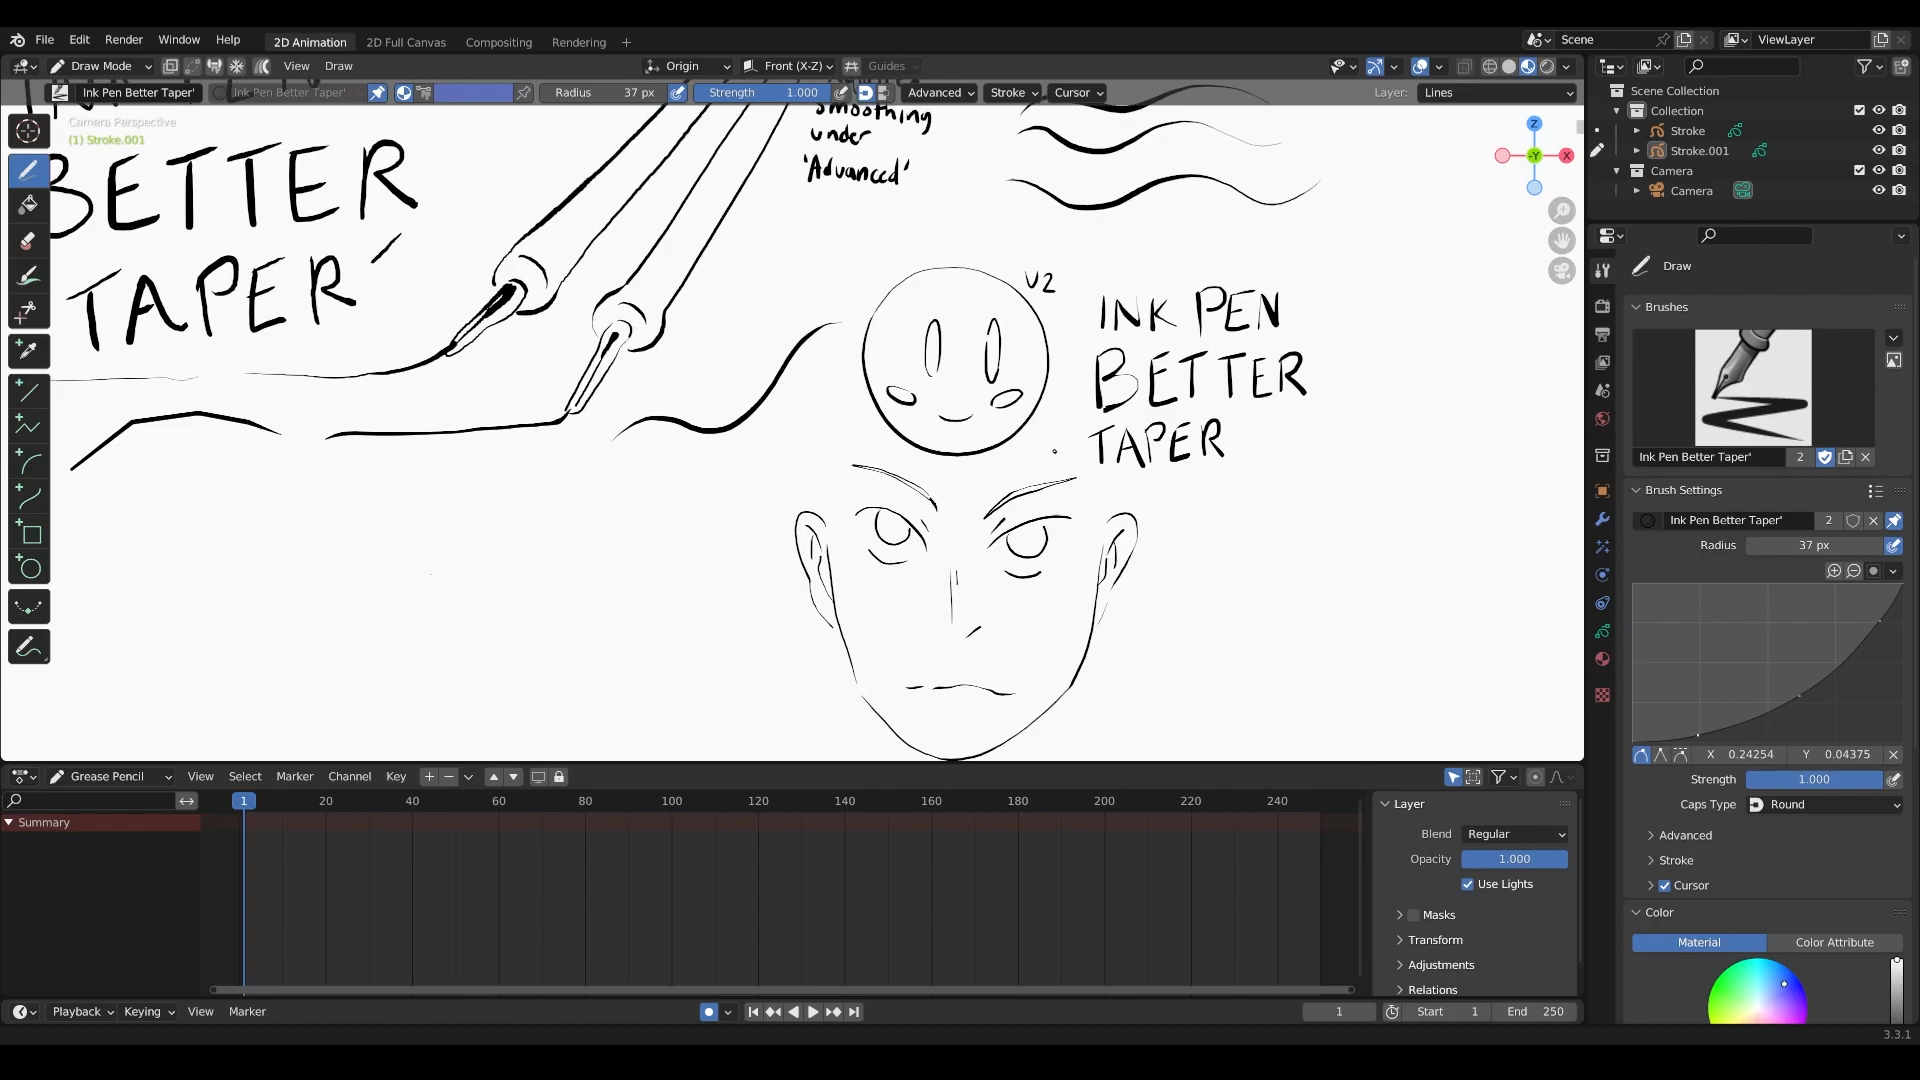 File Edit Render Window Help 2D Animation 2D Full Canvas Compositing Rendering + Scene ViewLayer
Draw Mode View Draw Origin Front (X-Z) Guides
Ink Pen Better Taper' Ink Pen Better Taper' Radius 37 px Strength 1.000 Advanced Stroke Cursor Layer: Lines
Camera Perspective
(1) Stroke.001
Z
-Y
X
BETTER
TAPER'
Smoothing
under
'Advanced'
V2
INK PEN
BETTER
TAPER
Scene Collection
Collection
Stroke
Stroke.001
Camera
Camera
Draw
Brushes
Ink Pen Better Taper' 2
Brush Settings
Ink Pen Better Taper' 2
Radius 37 px
X 0.24254 Y 0.04375
Strength 1.000
Caps Type Round
Advanced
Stroke
Cursor
Color
Material Color Attribute
Grease Pencil View Select Marker Channel Key
1 20 40 60 80 100 120 140 160 180 200 220 240
Summary
Layer
Blend Regular
Opacity 1.000
Use Lights
Masks
Transform
Adjustments
Relations
Playback Keying View Marker 1 Start 1 End 250
3.3.1